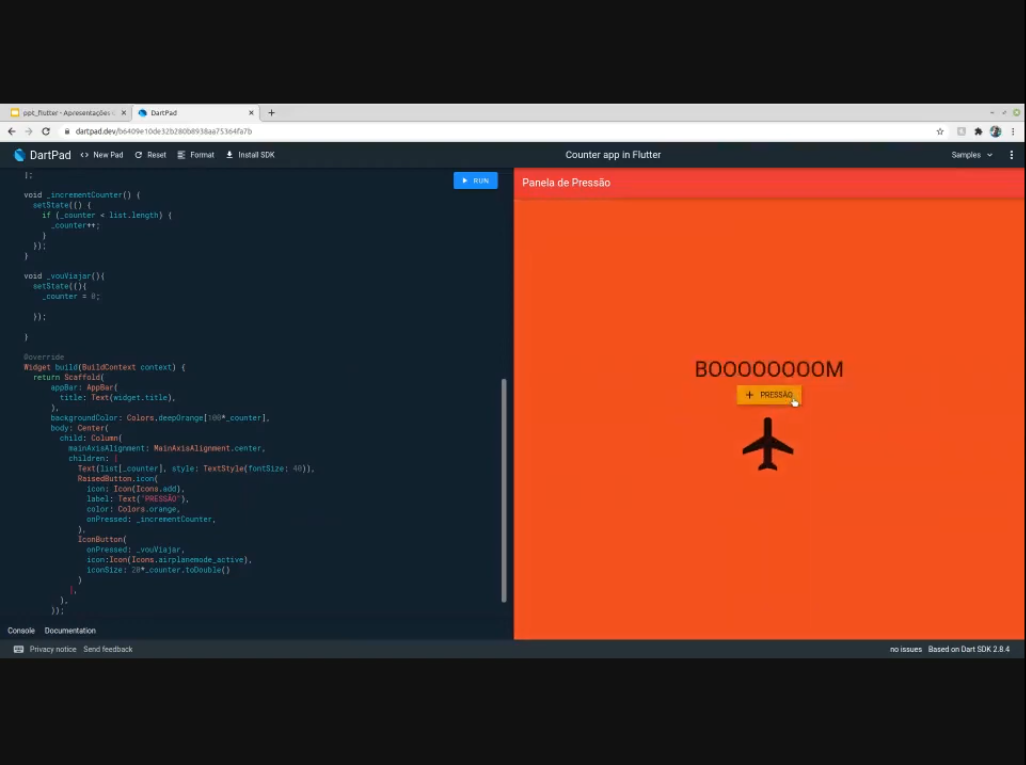 ppt_flutter - Apresentações
DartPad
dartpad.dev/b6409e10de32b280b8938aa75364fa7b
DartPad
<> New Pad
Reset
Format
Install SDK
Counter app in Flutter
Samples
];
RUN
Panela de Pressão
void _incrementCounter() {
setState(() {
if (_counter < list.length) {
_counter++;
}
});
}
void _vouViajar(){
setState((){
_counter = 0;
});
}
@override
Widget build(BuildContext context) {
return Scaffold(
appBar: AppBar(
title: Text(widget.title),
),
backgroundColor: Colors.deepOrange[100*_counter],
body: Center(
child: Column(
mainAxisAlignment: MainAxisAlignment.center,
children: [
Text(list[_counter], style: TextStyle(fontSize: 40)),
RaisedButton.icon(
icon: Icon(Icons.add),
label: Text("PRESSÃO"),
color: Colors.orange,
onPressed: _incrementCounter,
),
IconButton(
onPressed: _vouViajar,
icon:Icon(Icons.airplanemode_active),
iconSize: 20*_counter.toDouble()
)
],
),
));
BOOOOOOOOM
+ PRESSÃO
Console
Documentation
Privacy notice
Send feedback
no issues
Based on Dart SDK 2.8.4